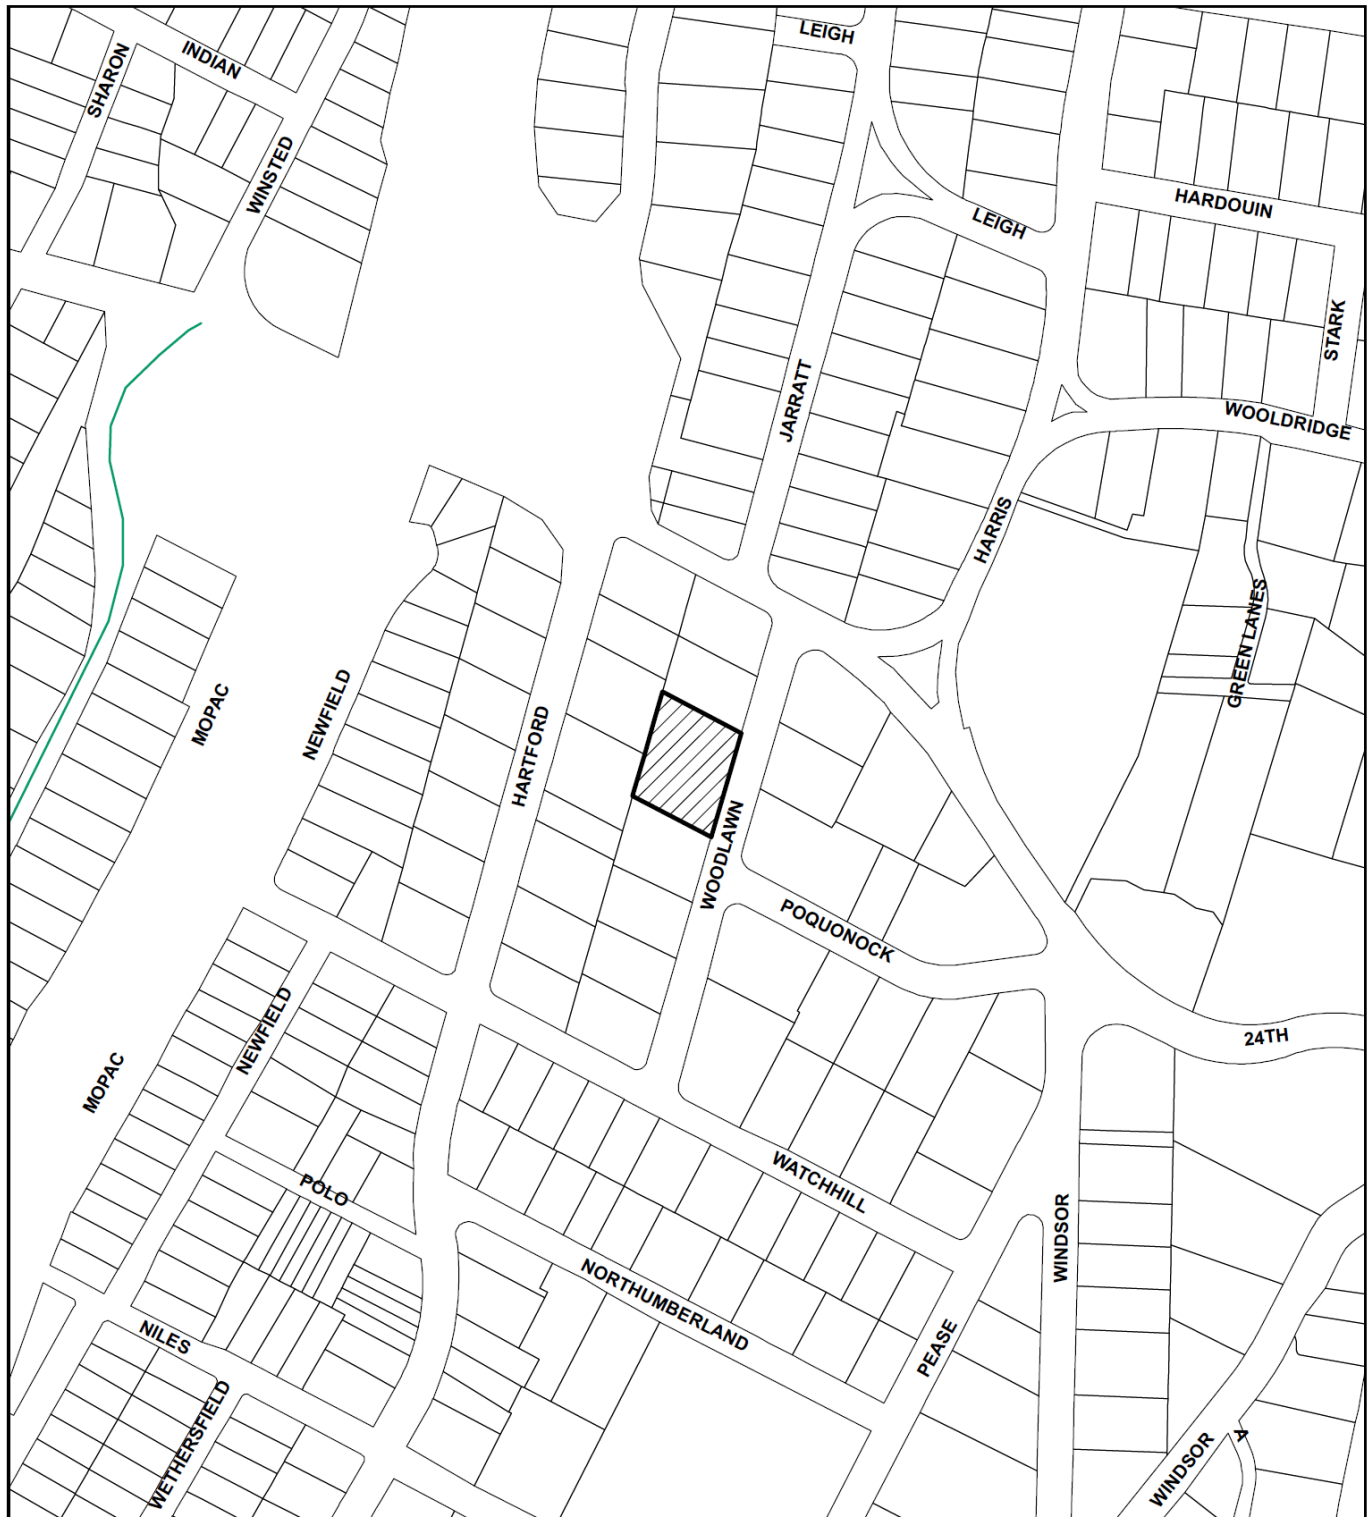 LEIGH
INDIAN
SHARON
WINSTED
HARDOUIN
LEIGH
STARK
JARRATT
WOOLDRIDGE
HARRIS
GREEN LANES
MOPAC
NEWFIELD
HARTFORD
WOODLAWN
POQUONOCK
NEWFIELD
24TH
MOPAC
WATCHHILL
POLO
WINDSOR
NORTHUMBERLAND
NILES
PEASE
WETHERSFIELD
WINDSOR
A